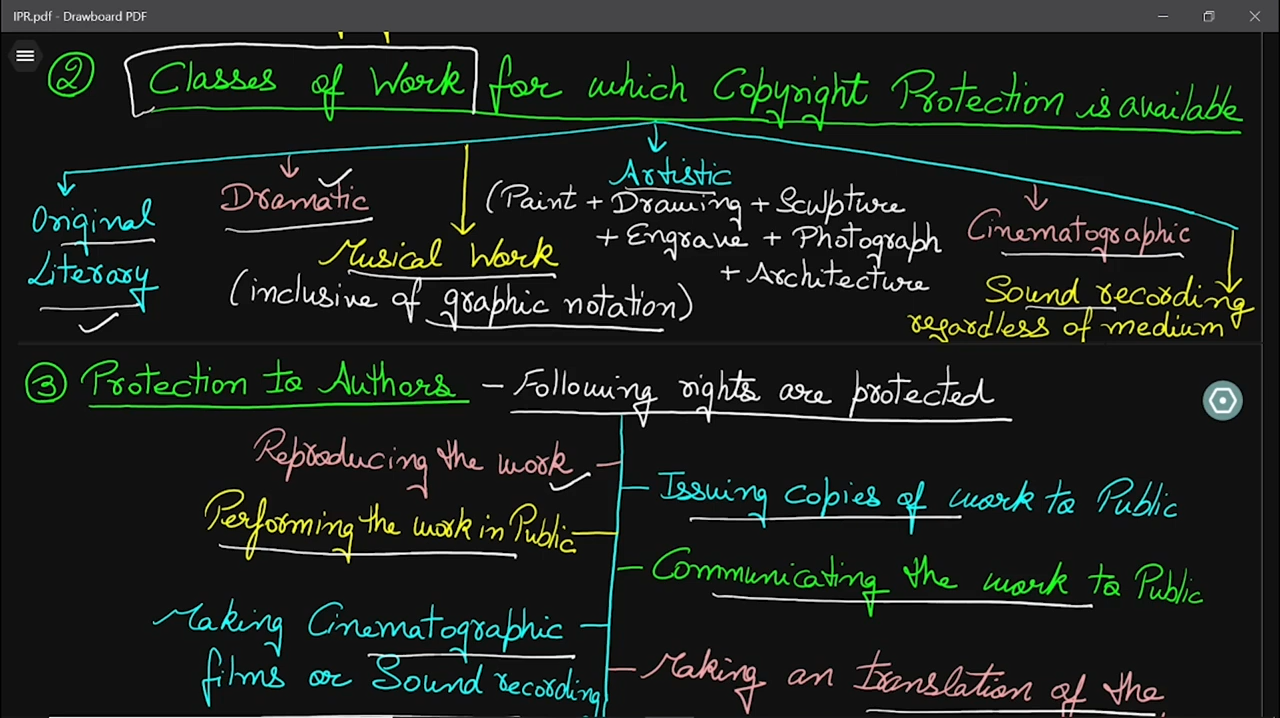 IPR.pdf - Drawboard PDF
② Classes of Work for which Copyright Protection is available
Original Literary
Dramatic
Musical Work
(inclusive of graphic notation)
Artistic
(Paint + Drawing + Sculpture
+ Engrave + Photograph
+ Architecture
Cinematographic
Sound recording
regardless of medium
③ Protection to Authors - Following rights are protected
Reproducing the work
Issuing copies of work to Public
Performing the work in Public
Communicating the work to Public
Making Cinematographic
films or Sound recording
Making an translation of the